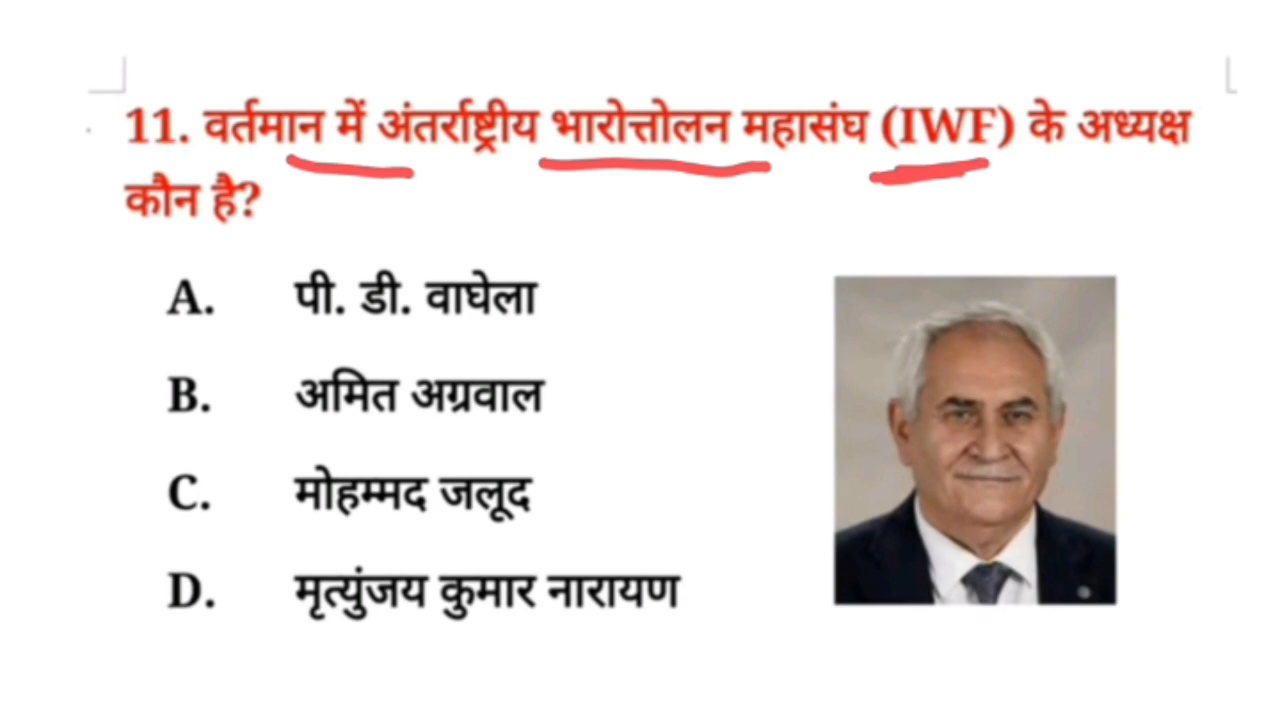 11. वर्तमान में अंतर्राष्ट्रीय भारोत्तोलन महासंघ (IWF) के अध्यक्ष
कौन है?
A. पी. डी. वाघेला
B. अमित अग्रवाल
C. मोहम्मद जलूद
D. मृत्युंजय कुमार नारायण